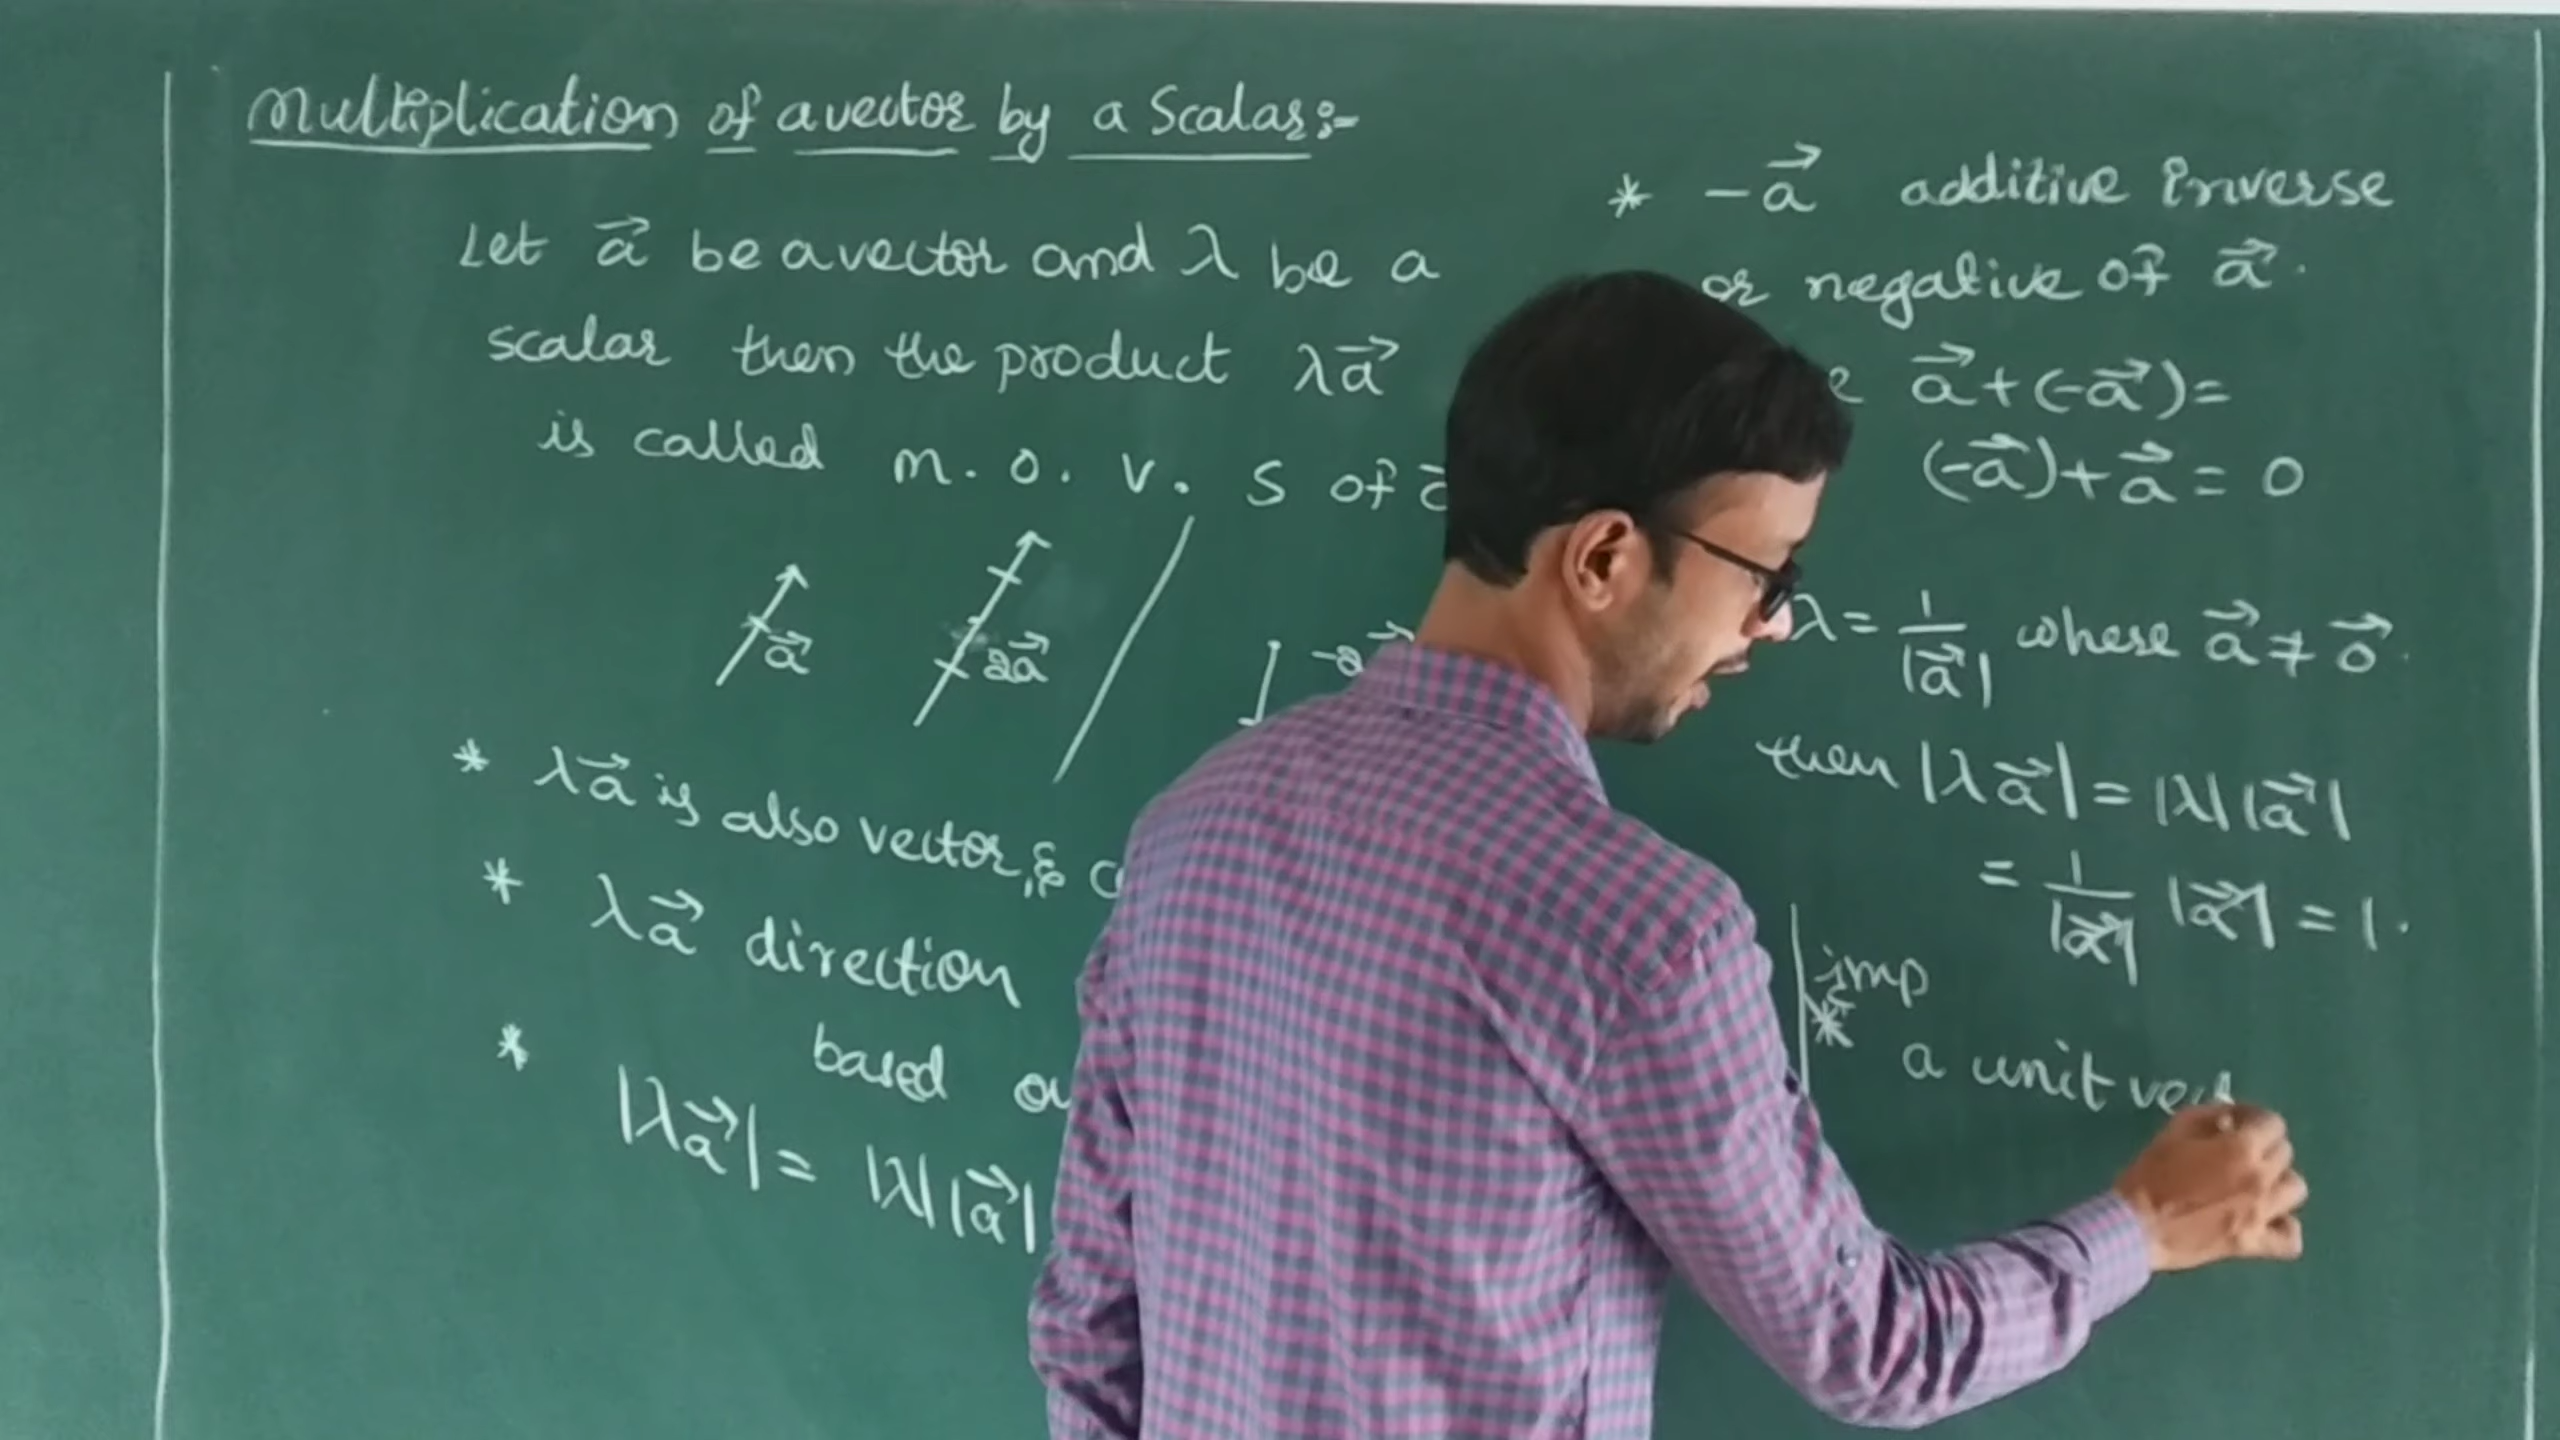 Multiplication of a vector by a Scalar:-
Let a⃗ be a vector and λ be a
scalar then the product λa⃗
is called m. o. v. S of
a⃗
2a⃗
* λa⃗ is also vector, &
* λa⃗ direction
based
* |λa⃗| = |λ| |a⃗|
* -a⃗ additive inverse
or negative of a⃗.
a⃗+(-a⃗)=
(-a⃗)+a⃗ = 0
λ = 1/|a⃗| where a⃗ ≠ 0⃗.
then |λa⃗| = |λ| |a⃗|
= 1/|a⃗| |a⃗| = 1.
imp
* a unit vect